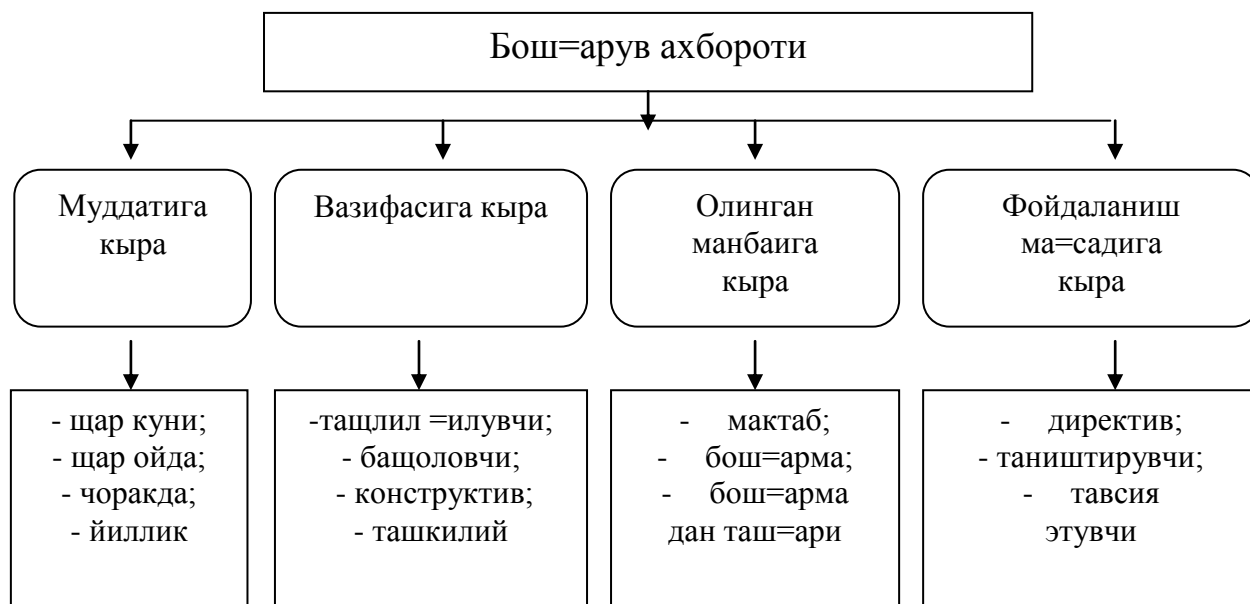 Бош=арув ахбороти
Муддатига
кыра
Вазифасига кыра
Олинган
манбаига
кыра
Фойдаланиш
ма=садига
кыра
- щар куни;
- щар ойда;
- чоракда;
- йиллик
-тащлил =илувчи;
- бащоловчи;
- конструктив;
- ташкилий
- мактаб;
- бош=арма;
- бош=арма
дан таш=ари
- директив;
- таништирувчи;
- тавсия
этувчи